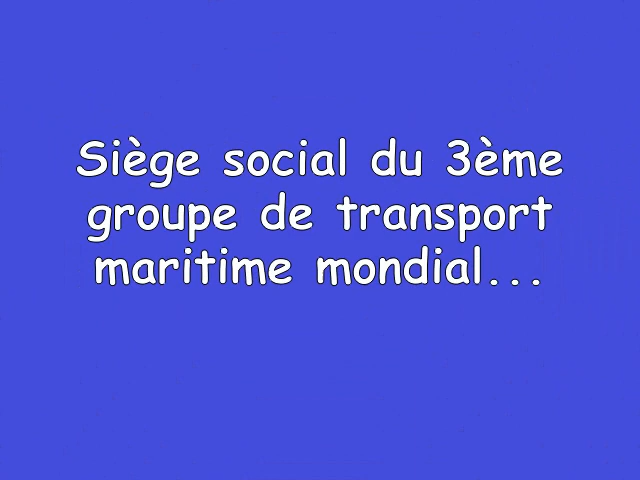 Siège social du 3ème
groupe de transport
maritime mondial...